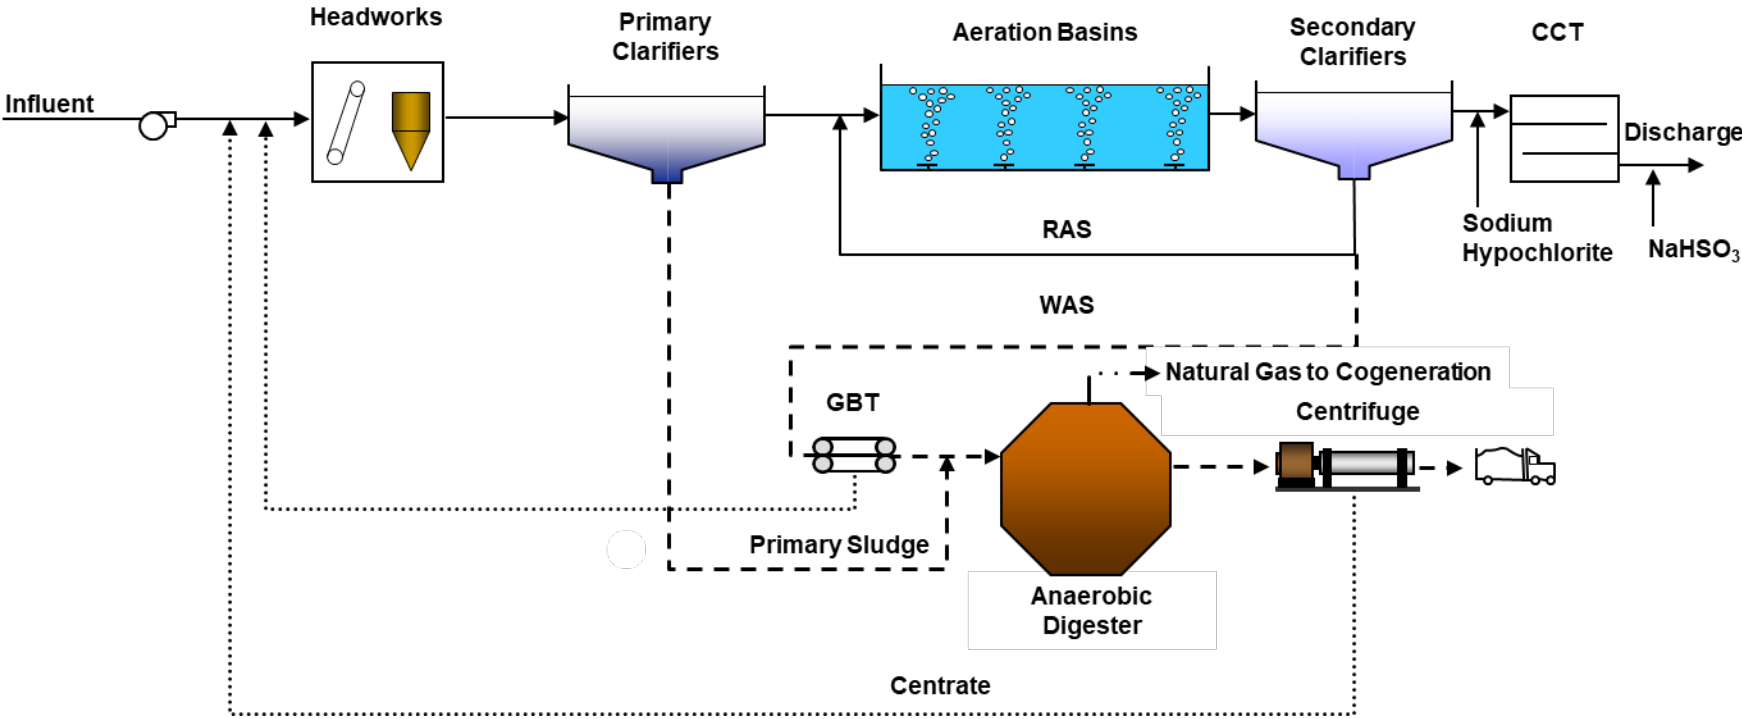 Headworks
Primary
Clarifiers
Aeration Basins
Secondary
Clarifiers
CCT
Influent
Discharge
Sodium
Hypochlorite
NaHSO₃
RAS
WAS
Natural Gas to Cogeneration
GBT
Centrifuge
Primary Sludge
Anaerobic
Digester
Centrate